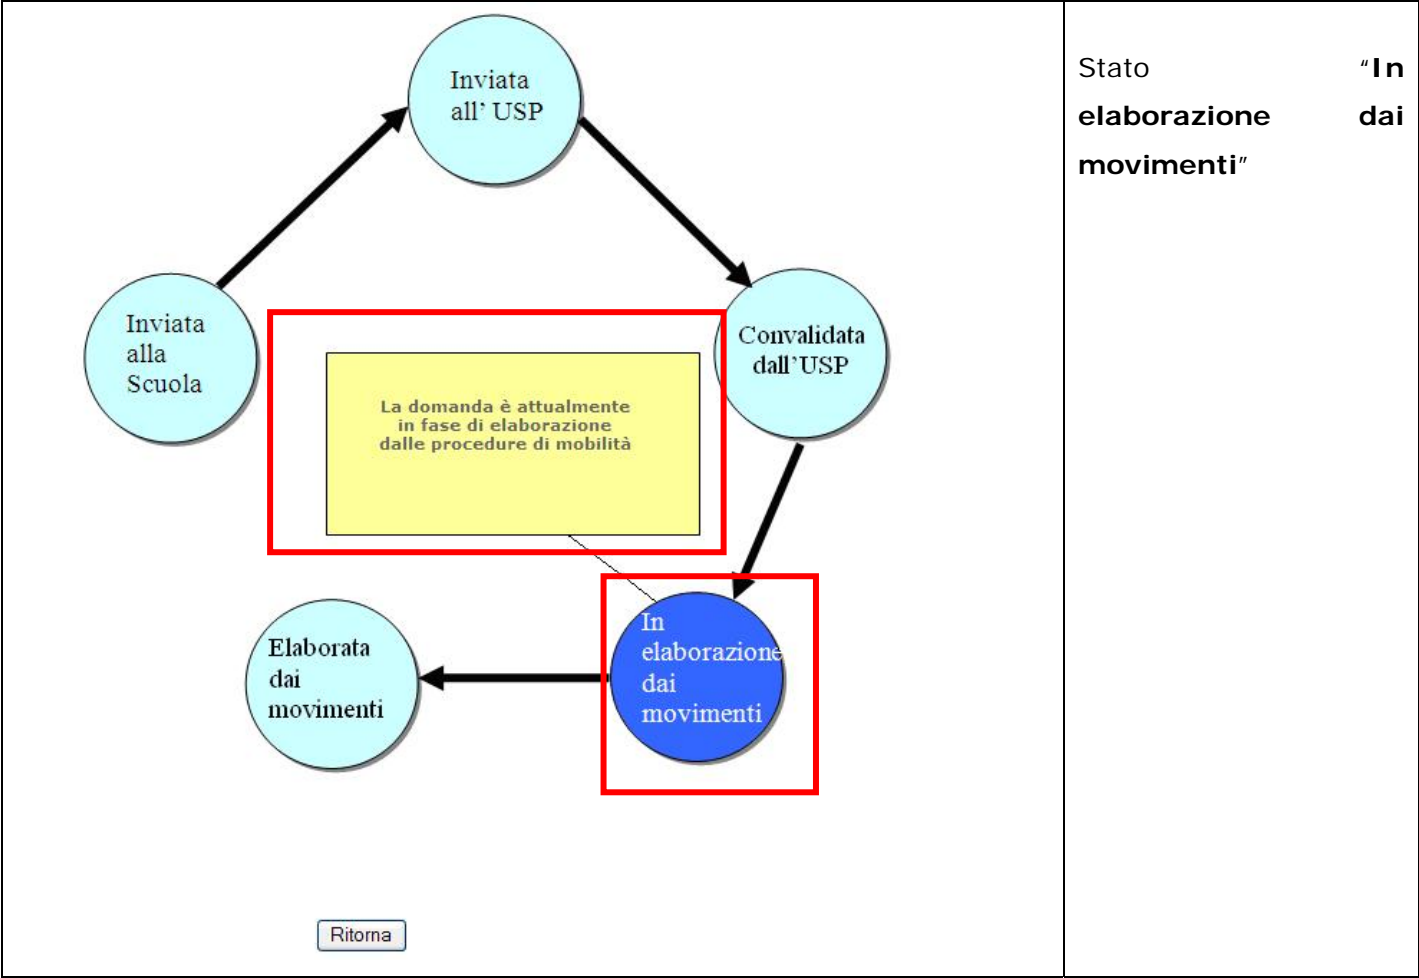 Inviata
all’ USP
Inviata
alla
Scuola
Convalidata
dall’USP
La domanda è attualmente
in fase di elaborazione
dalle procedure di mobilità
In
elaborazione
dai
movimenti
Elaborata
dai
movimenti
Ritorna
Stato “In
elaborazione dai
movimenti”